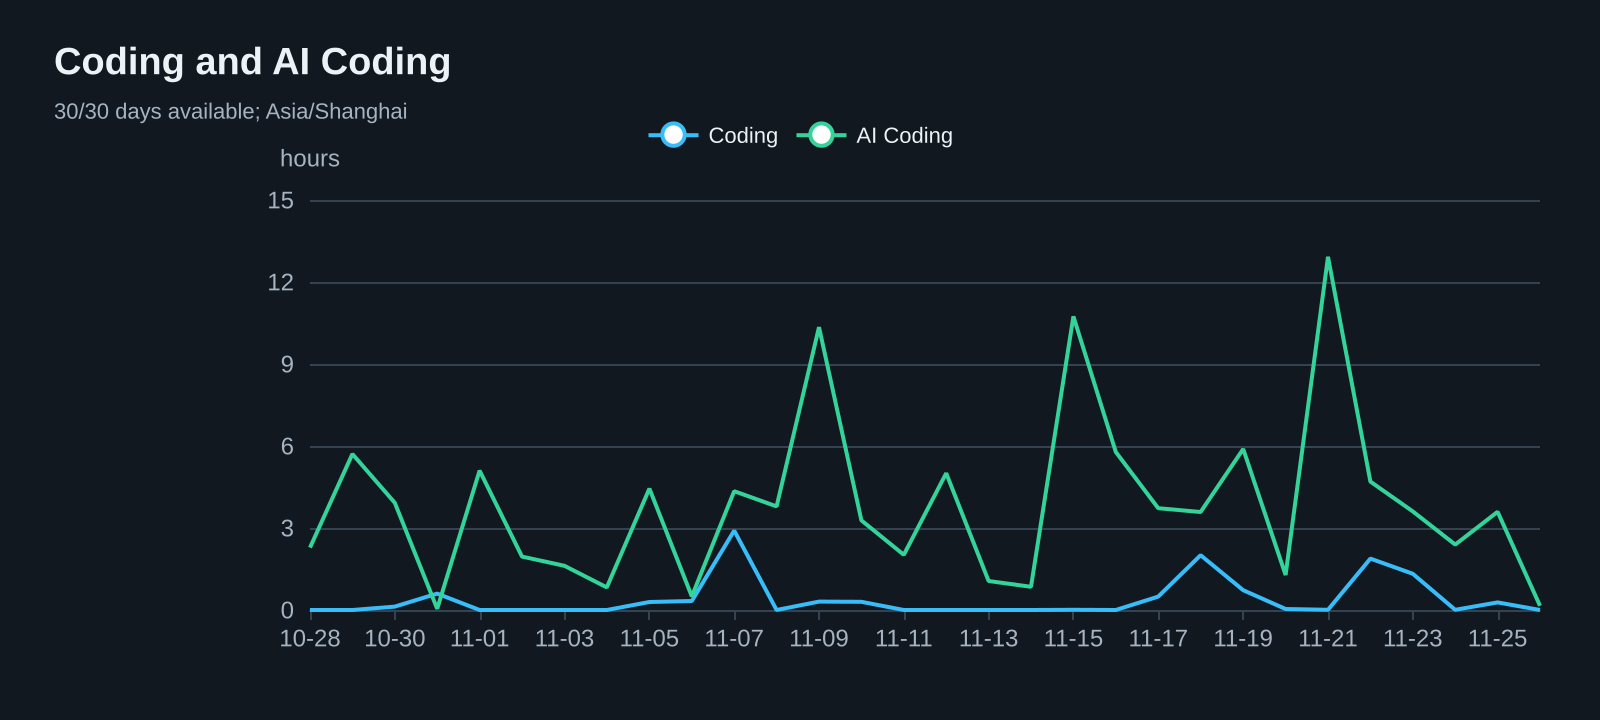 Coding and AI Coding
30/30 days available; Asia/Shanghai
Coding
AI Coding
hours
15
12
9
6
3
0
10-28 10-30 11-01 11-03 11-05 11-07 11-09 11-11 11-13 11-15 11-17 11-19 11-21 11-23 11-25